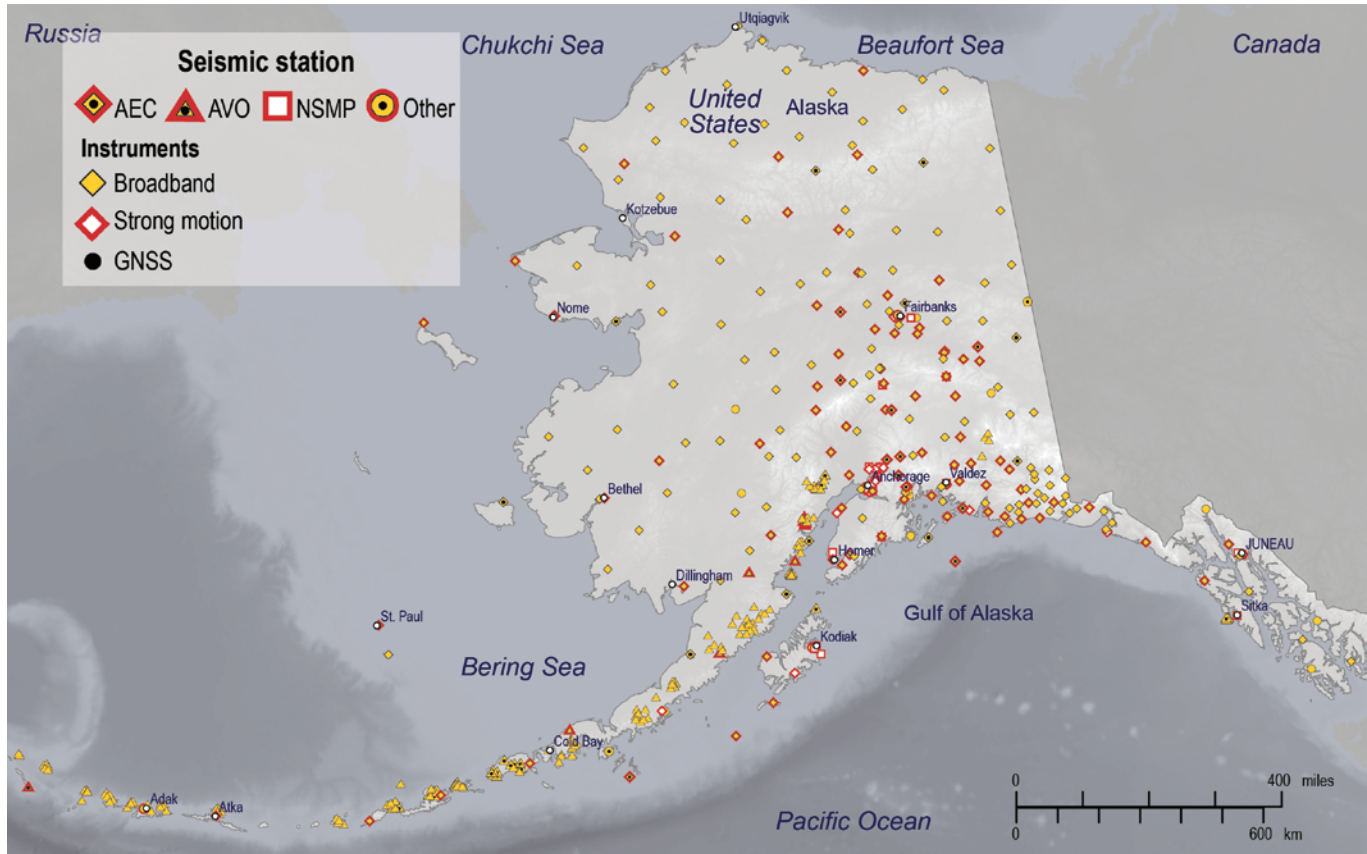 Utqiagvik
Russia
Chukchi Sea
Beaufort Sea
Canada
Seismic station
AEC
AVO
NSMP
Other
United
States
Alaska
Instruments
Broadband
Strong motion
GNSS
Kotzebue
Nome
Fairbanks
Anchorage
Valdez
Bethel
Homer
JUNEAU
Dillingham
Sitka
Gulf of Alaska
St. Paul
Kodiak
Bering Sea
Cold Bay
0
400 miles
Adak
Atka
Pacific Ocean
0
600 km